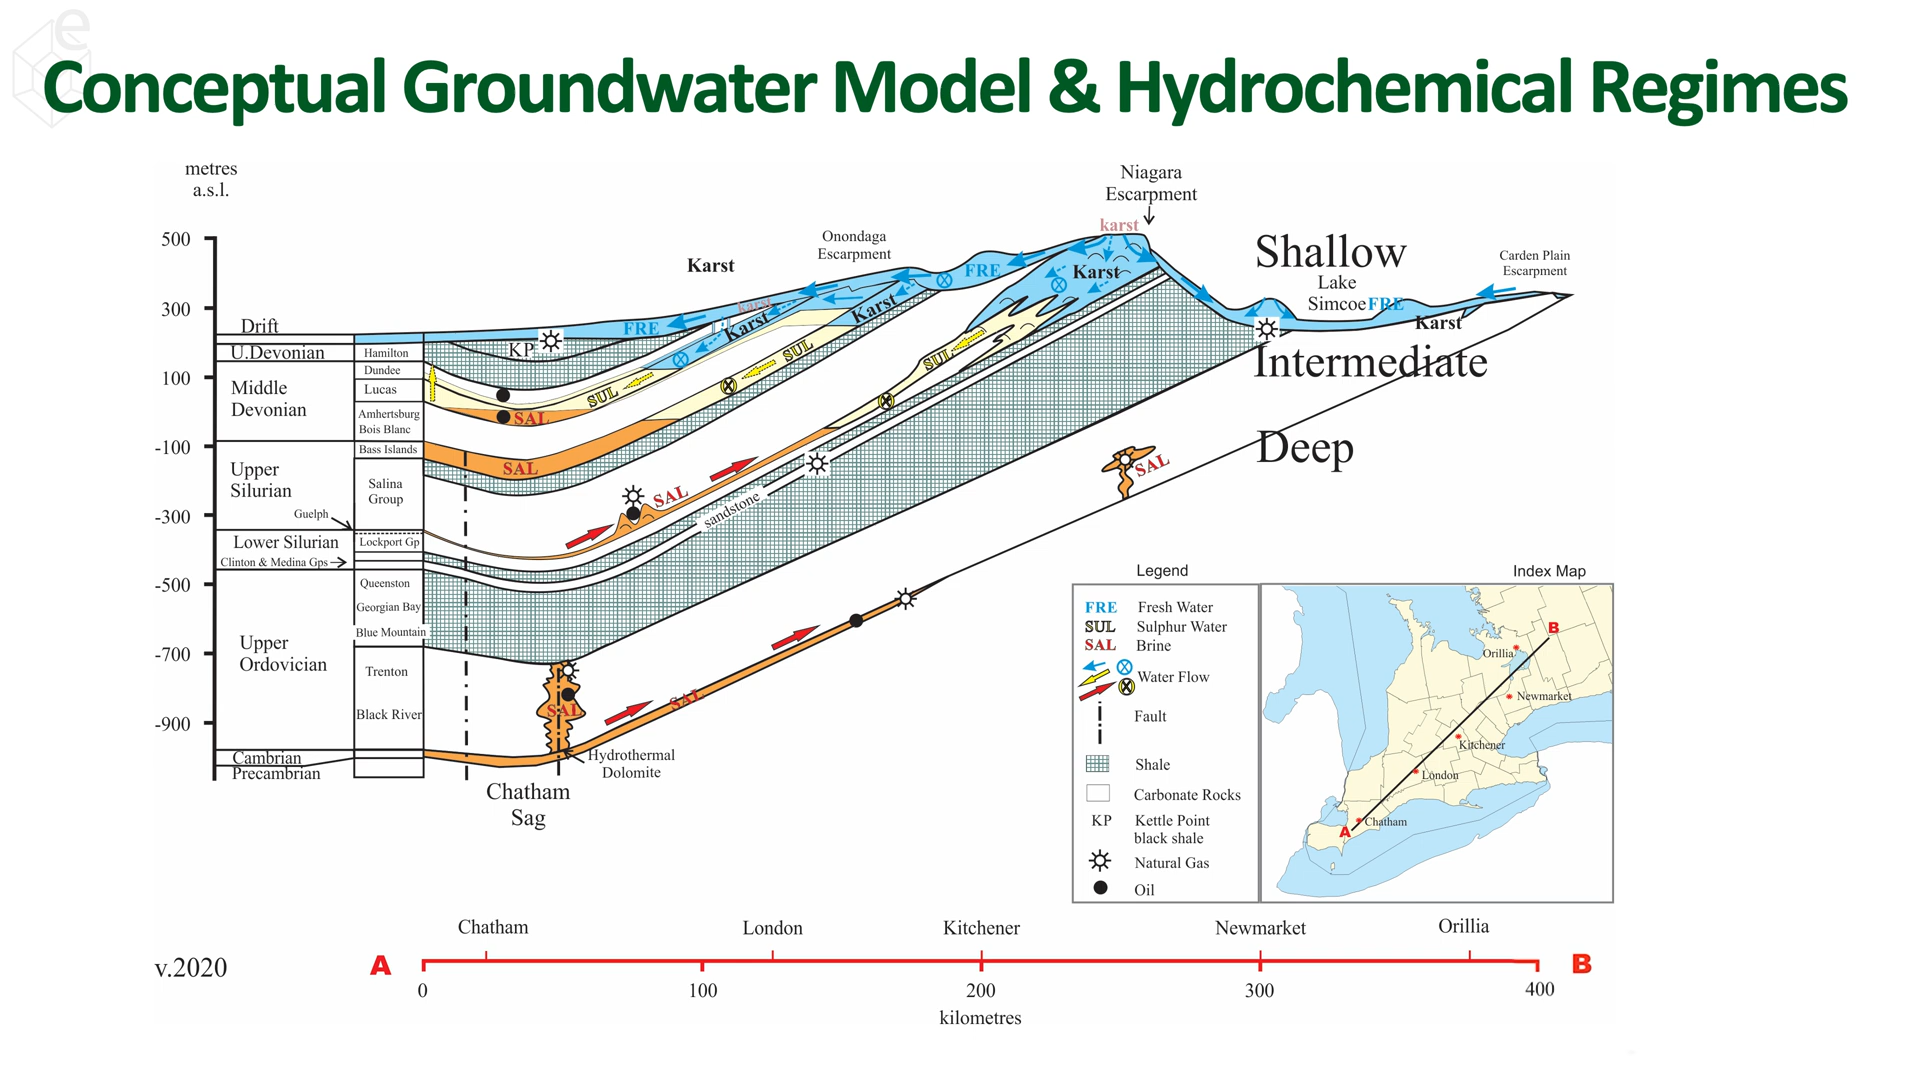 e
Conceptual Groundwater Model & Hydrochemical Regimes
metres
a.s.l.
500
300
100
-100
-300
-500
-700
-900
Drift
U.Devonian
Middle
Devonian
Upper
Silurian
Guelph
Lower Silurian
Clinton & Medina Gps
Upper
Ordovician
Cambrian
Precambrian
Hamilton
Dundee
Lucas
Amhertsburg
Bois Blanc
Bass Islands
Salina
Group
Lockport Gp
Queenston
Georgian Bay
Blue Mountain
Trenton
Black River
Niagara
Escarpment
karst
Onondaga
Escarpment
Karst
Shallow
Lake
Simcoe
FRE
Carden Plain
Escarpment
Karst
FRE
Karst
karst
Karst
Karst
FRE
KP
SUL
SUL
SUL
SAL
SAL
SAL
sandstone
Intermediate
Deep
SAL
SAL
SAL
Hydrothermal
Dolomite
Chatham
Sag
Legend
FRE Fresh Water
SUL Sulphur Water
SAL Brine
Water Flow
Fault
Shale
Carbonate Rocks
KP Kettle Point
black shale
Natural Gas
Oil
Index Map
B
Orillia
Newmarket
Kitchener
London
Chatham
A
Chatham London Kitchener Newmarket Orillia
v.2020 A B
0 100 200 300 400
kilometres